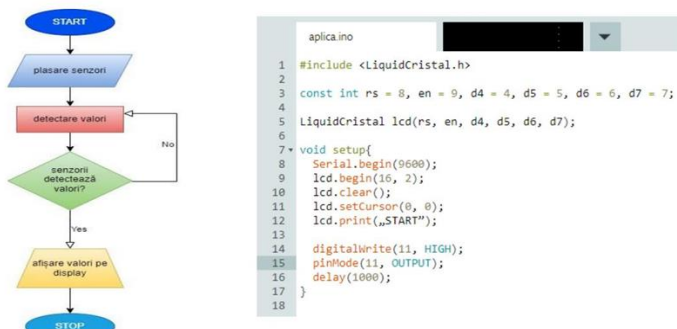 START
plasare senzori
detectare valori
No
senzorii
detectează
valori?
Yes
afișare valori pe
display
STOP
aplica.ino
1 #include <LiquidCristal.h>
2
3 const int rs = 8, en = 9, d4 = 4, d5 = 5, d6 = 6, d7 = 7;
4
5 LiquidCristal lcd(rs, en, d4, d5, d6, d7);
6
7 void setup{
8 Serial.begin(9600);
9 lcd.begin(16, 2);
10 lcd.clear();
11 lcd.setCursor(0, 0);
12 lcd.print(„START”);
13
14 digitalWrite(11, HIGH);
15 pinMode(11, OUTPUT);
16 delay(1000);
17 }
18